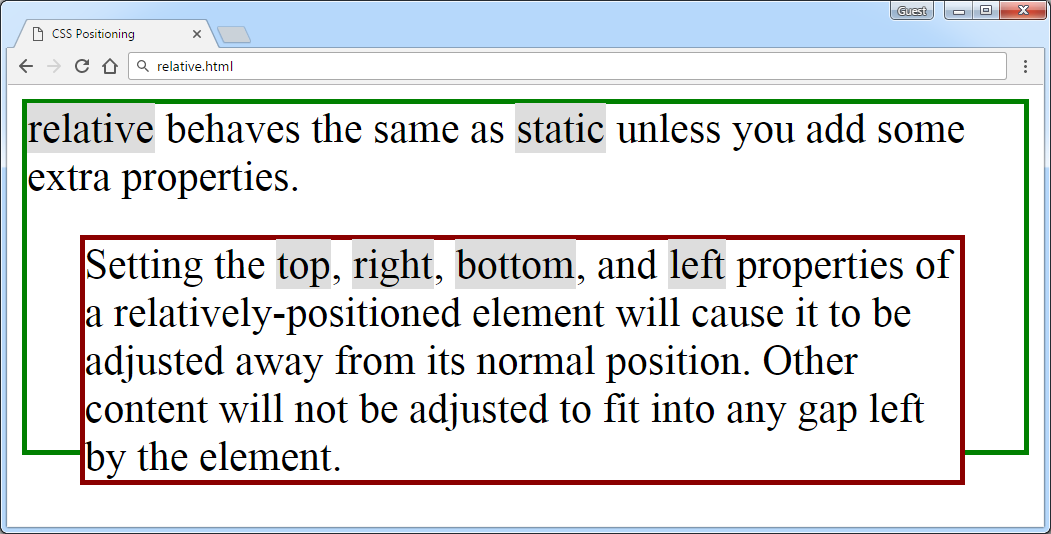 Guest
CSS Positioning
relative.html
relative behaves the same as static unless you add some
extra properties.
Setting the top, right, bottom, and left properties of
a relatively-positioned element will cause it to be
adjusted away from its normal position. Other
content will not be adjusted to fit into any gap left
by the element.